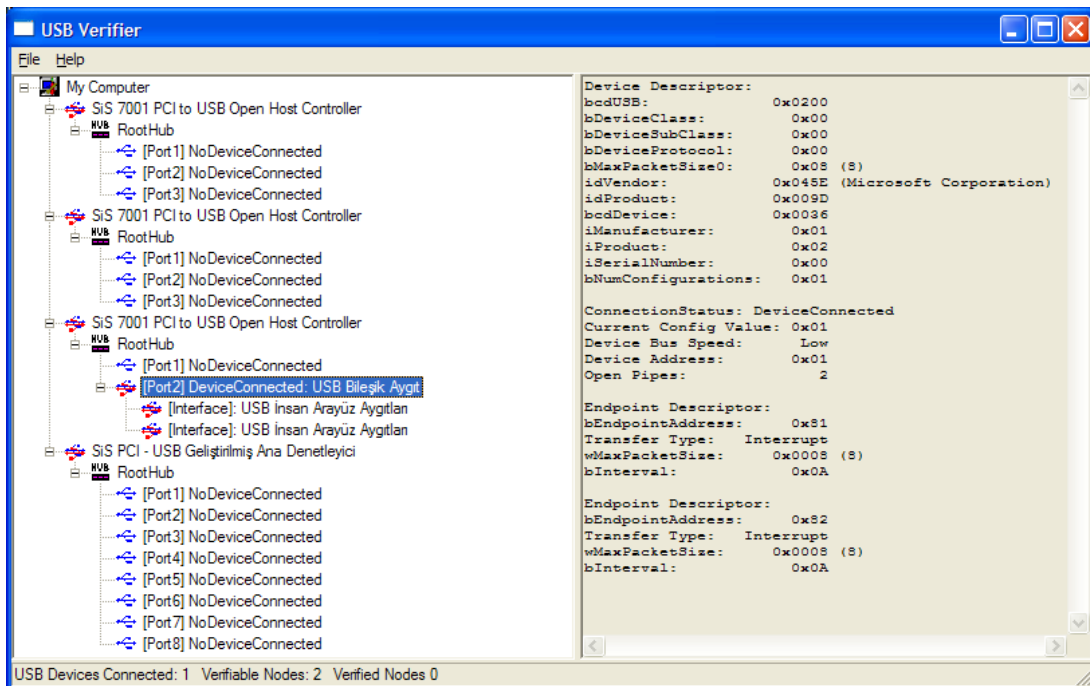 USB Verifier
File Help
My Computer
SiS 7001 PCI to USB Open Host Controller
HUB RootHub
[Port1] NoDeviceConnected
[Port2] NoDeviceConnected
[Port3] NoDeviceConnected
SiS 7001 PCI to USB Open Host Controller
HUB RootHub
[Port1] NoDeviceConnected
[Port2] NoDeviceConnected
[Port3] NoDeviceConnected
SiS 7001 PCI to USB Open Host Controller
HUB RootHub
[Port1] NoDeviceConnected
[Port2] DeviceConnected: USB Bileşik Aygıt
[Interface]: USB İnsan Arayüz Aygıtları
[Interface]: USB İnsan Arayüz Aygıtları
SiS PCI - USB Geliştirilmiş Ana Denetleyici
HUB RootHub
[Port1] NoDeviceConnected
[Port2] NoDeviceConnected
[Port3] NoDeviceConnected
[Port4] NoDeviceConnected
[Port5] NoDeviceConnected
[Port6] NoDeviceConnected
[Port7] NoDeviceConnected
[Port8] NoDeviceConnected
Device Descriptor:
bcdUSB: 0x0200
bDeviceClass: 0x00
bDeviceSubClass: 0x00
bDeviceProtocol: 0x00
bMaxPacketSize0: 0x08 (8)
idVendor: 0x045E (Microsoft Corporation)
idProduct: 0x009D
bcdDevice: 0x0036
iManufacturer: 0x01
iProduct: 0x02
iSerialNumber: 0x00
bNumConfigurations: 0x01
ConnectionStatus: DeviceConnected
Current Config Value: 0x01
Device Bus Speed: Low
Device Address: 0x01
Open Pipes: 2
Endpoint Descriptor:
bEndpointAddress: 0x81
Transfer Type: Interrupt
wMaxPacketSize: 0x0008 (8)
bInterval: 0x0A
Endpoint Descriptor:
bEndpointAddress: 0x82
Transfer Type: Interrupt
wMaxPacketSize: 0x0008 (8)
bInterval: 0x0A
USB Devices Connected: 1 Verifiable Nodes: 2 Verified Nodes 0